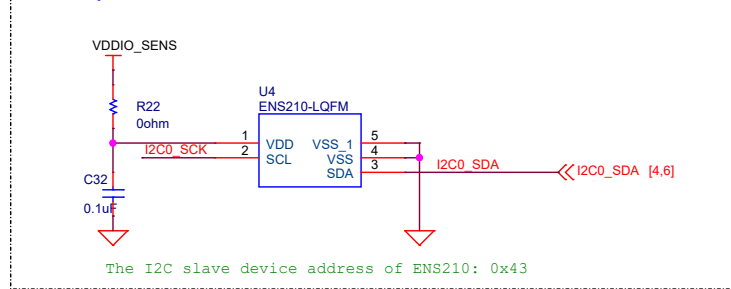 VDDIO_SENS
U4
ENS210-LQFM
R22
0ohm
1
VDD
VSS_1
5
I2C0_SCK
2
SCL
VSS
4
SDA
3
I2C0_SDA
I2C0_SDA [4,6]
C32
0.1uF
The I2C slave device address of ENS210: 0x43